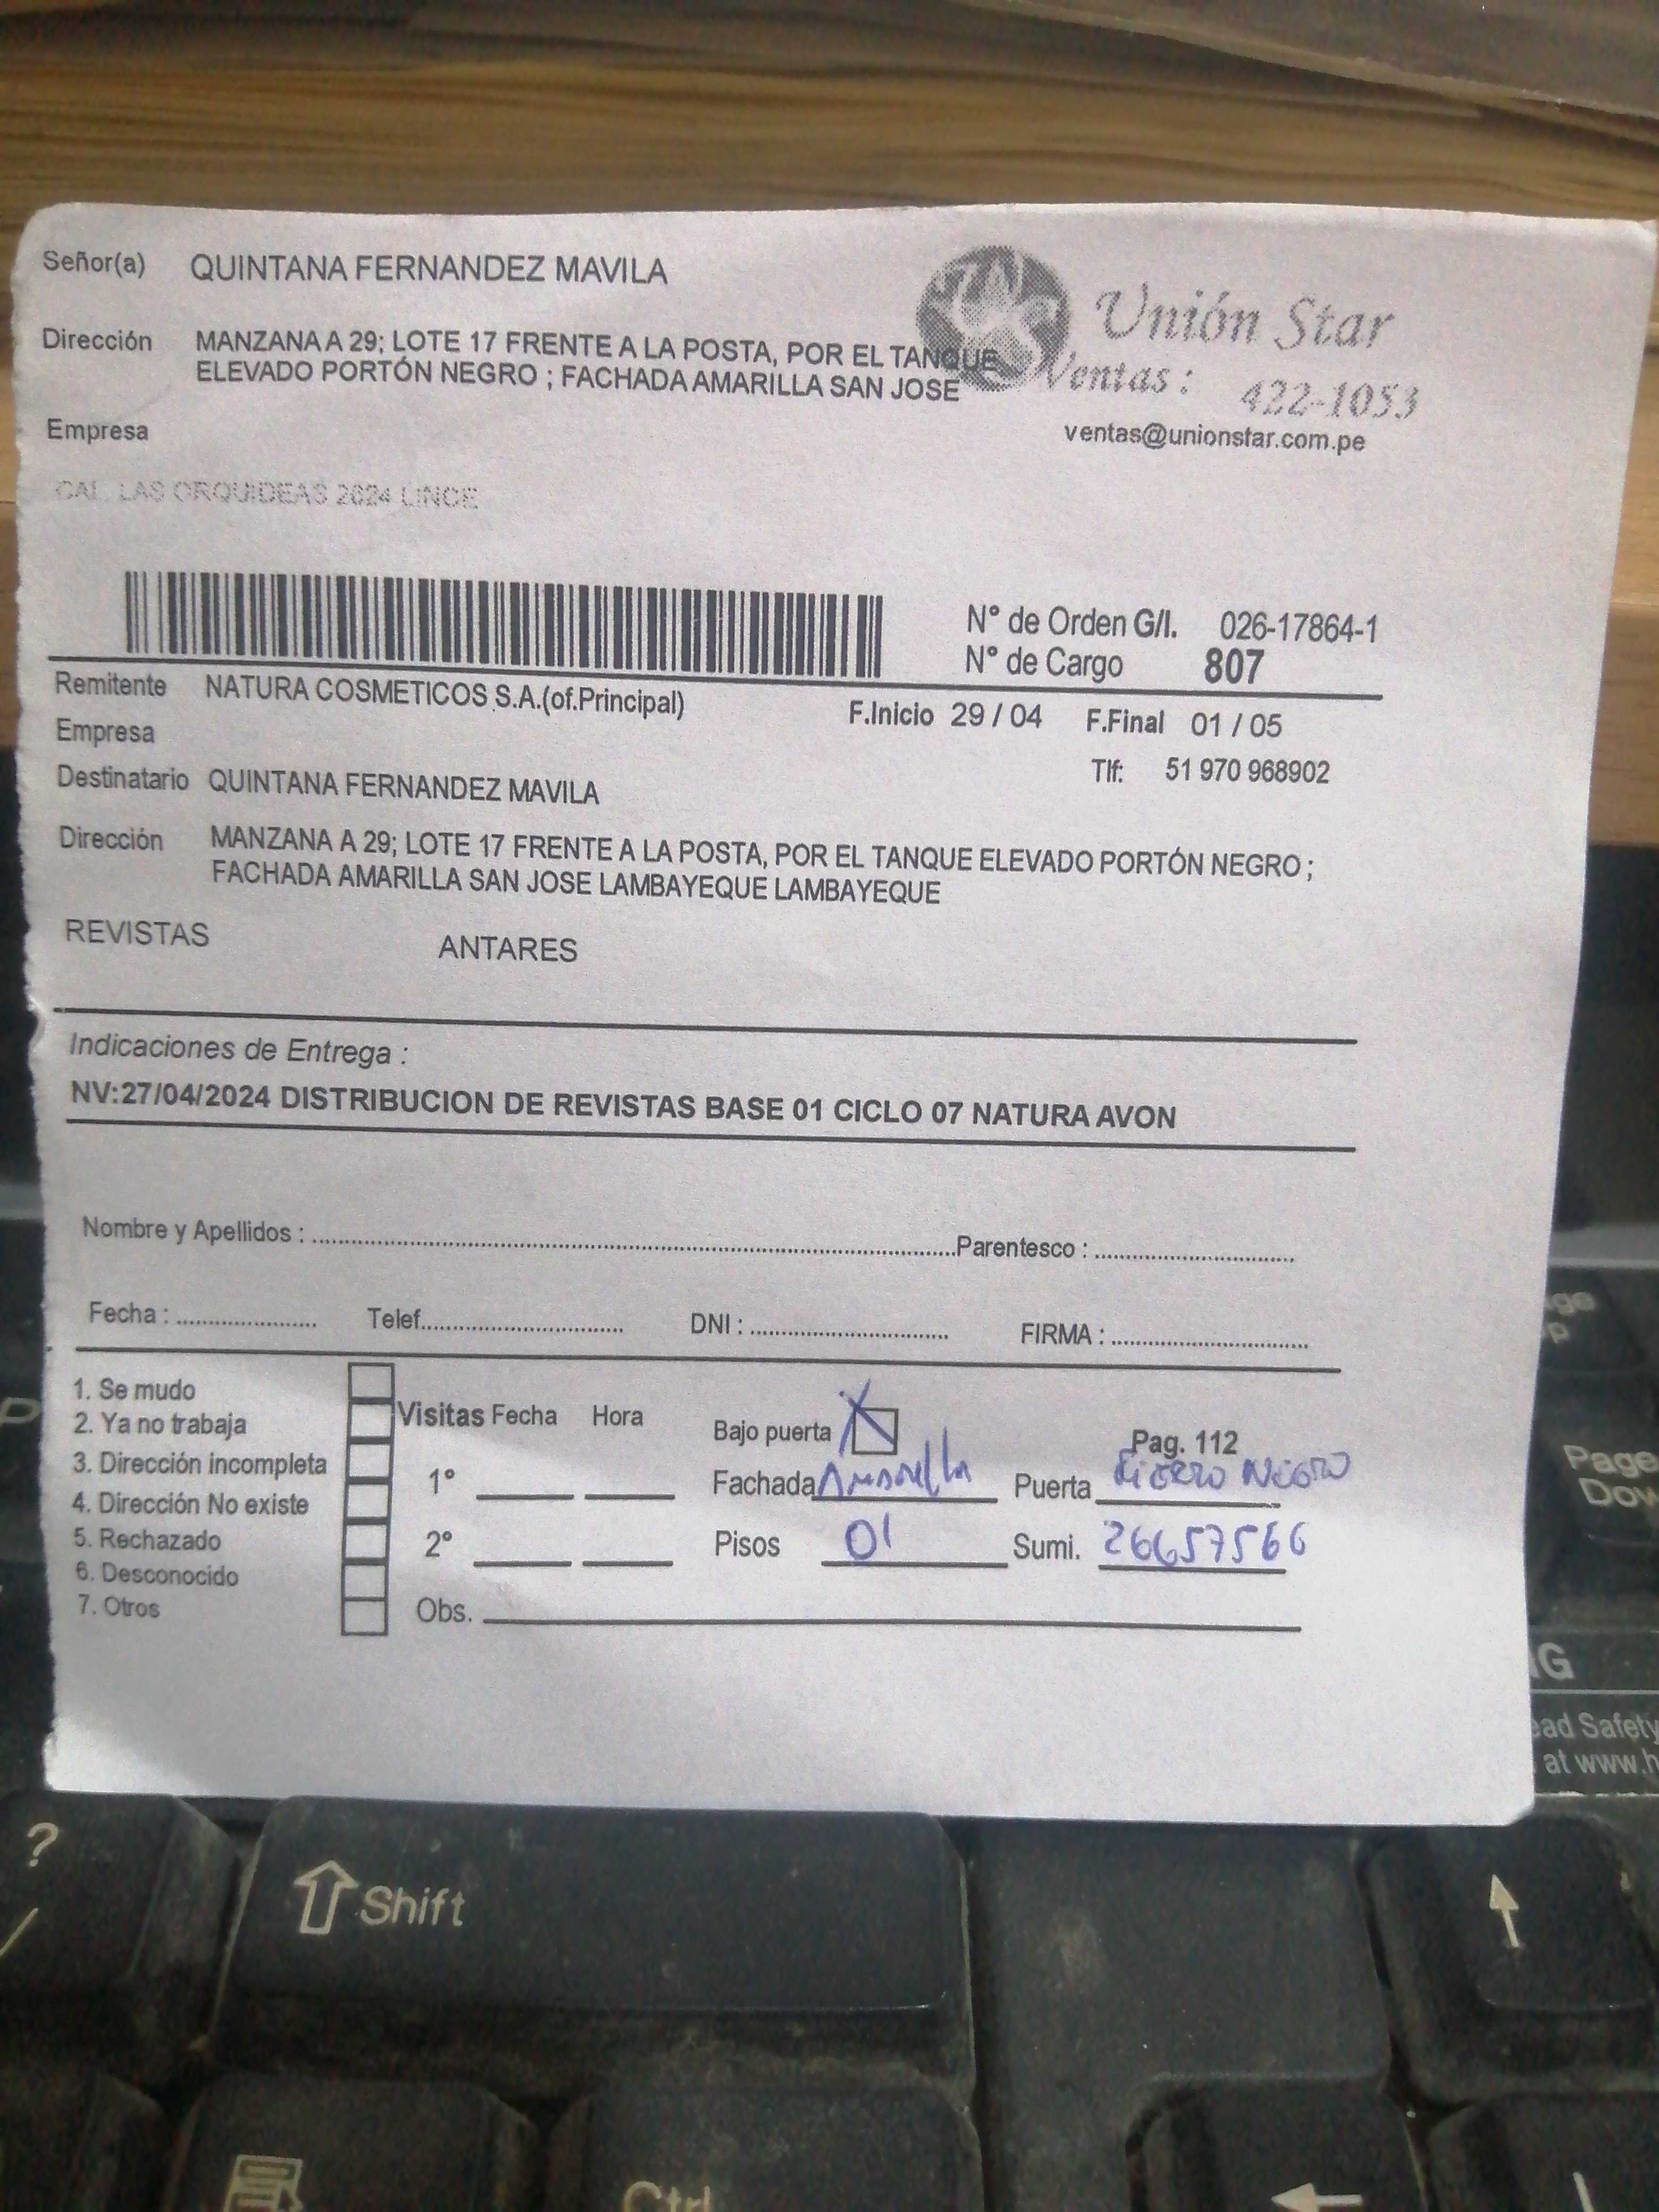 Señor(a) QUINTANA FERNANDEZ MAVILA
Unión Star
Dirección MANZANA A 29; LOTE 17 FRENTE A LA POSTA, POR EL TANQUE
ELEVADO PORTÓN NEGRO ; FACHADA AMARILLA SAN JOSE
Ventas : 422-1053
Empresa
ventas@unionstar.com.pe
CAL. LAS ORQUIDEAS 2624 LINCE
N° de Orden G/I. 026-17864-1
N° de Cargo 807
Remitente NATURA COSMETICOS S.A.(of.Principal)
F.Inicio 29 / 04 F.Final 01 / 05
Empresa
Tlf: 51 970 968902
Destinatario QUINTANA FERNANDEZ MAVILA
Dirección MANZANA A 29; LOTE 17 FRENTE A LA POSTA, POR EL TANQUE ELEVADO PORTÓN NEGRO ;
FACHADA AMARILLA SAN JOSE LAMBAYEQUE LAMBAYEQUE
REVISTAS ANTARES
Indicaciones de Entrega :
NV:27/04/2024 DISTRIBUCION DE REVISTAS BASE 01 CICLO 07 NATURA AVON
Nombre y Apellidos : Parentesco :
Fecha : Telef. DNI : FIRMA :
1. Se mudo
2. Ya no trabaja
3. Dirección incompleta
4. Dirección No existe
5. Rechazado
6. Desconocido
7. Otros
Visitas Fecha Hora
1°
2°
Obs.
Bajo puerta X Pag. 112
Fachada Amarilla Puerta Fierro Negro
Pisos 01 Sumi. 26657566
Page
Down
? /
Shift
Ctrl